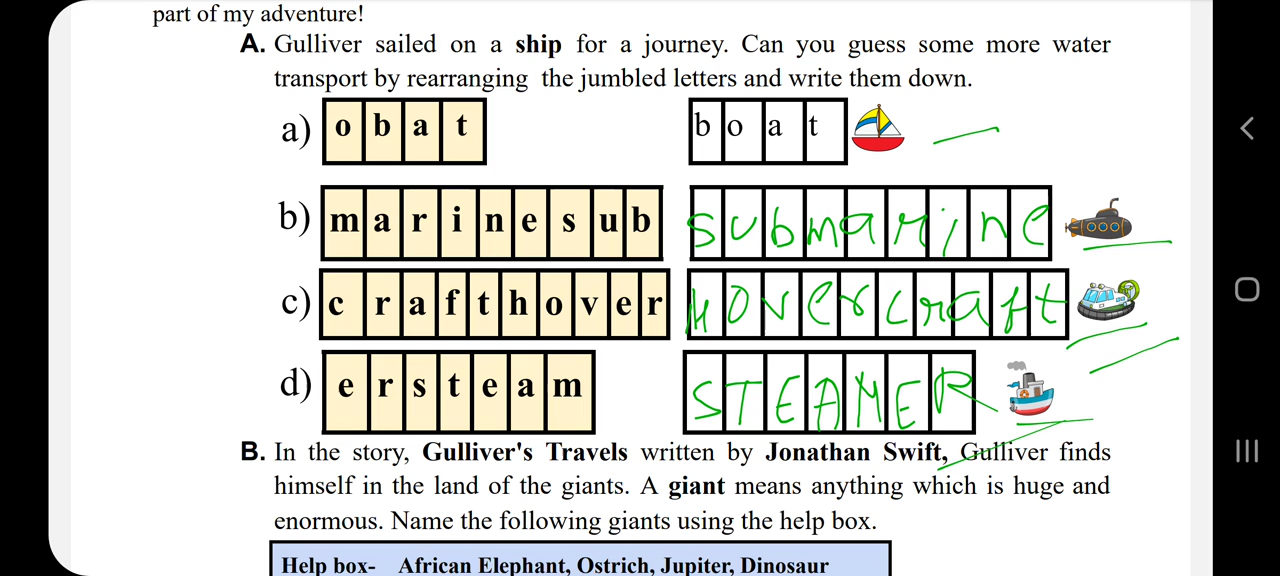 part of my adventure!
A. Gulliver sailed on a ship for a journey. Can you guess some more water
transport by rearranging the jumbled letters and write them down.
a) o b a t b o a t
b) m a r i n e s u b s u b m a r i n e
c) c r a f t h o v e r H O v e r c r a f t
d) e r s t e a m S T E A M E R
B. In the story, Gulliver's Travels written by Jonathan Swift, Gulliver finds
himself in the land of the giants. A giant means anything which is huge and
enormous. Name the following giants using the help box.
Help box- African Elephant, Ostrich, Jupiter, Dinosaur